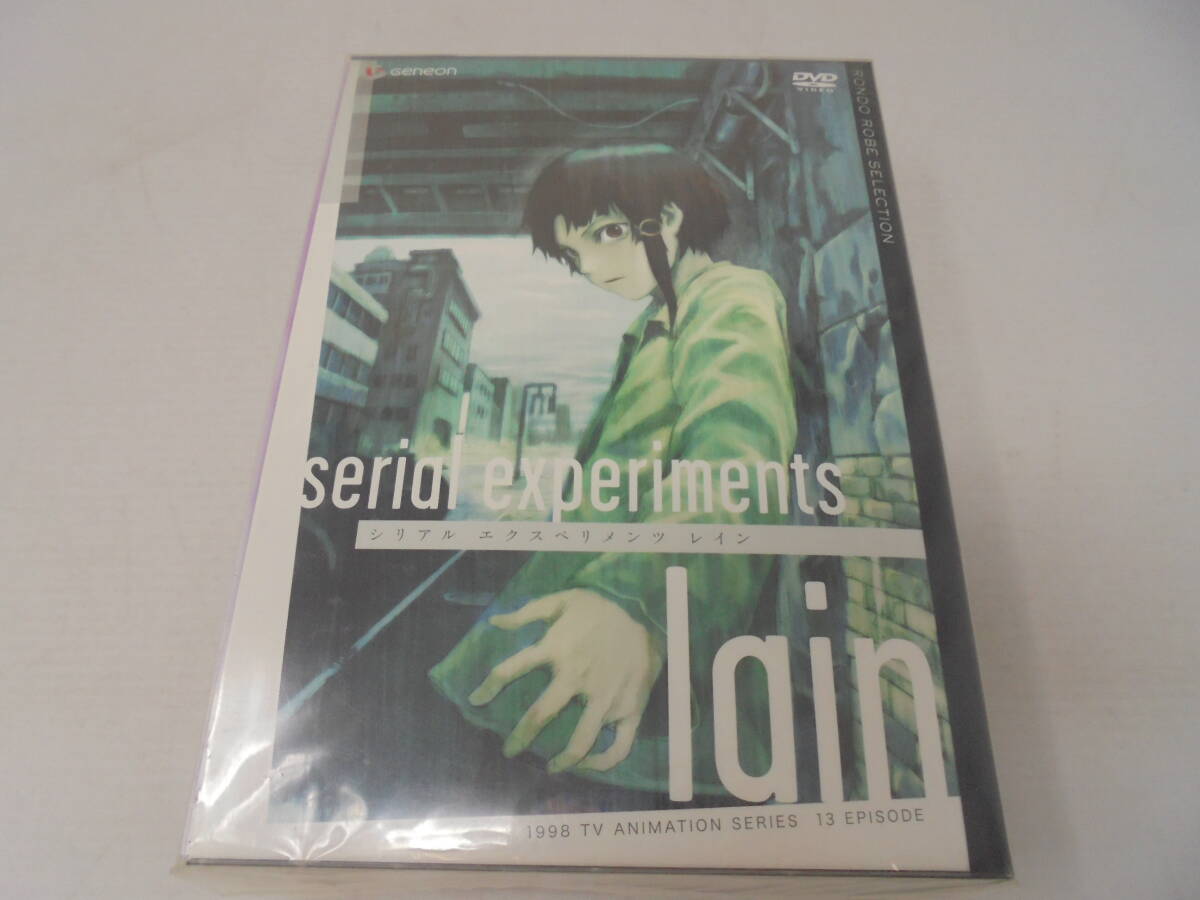 Geneon
DVD
VIDEO
RONDO ROBE SELECTION
serial experiments
シリアル エクスペリメンツ レイン
lain
1998 TV ANIMATION SERIES 13 EPISODE